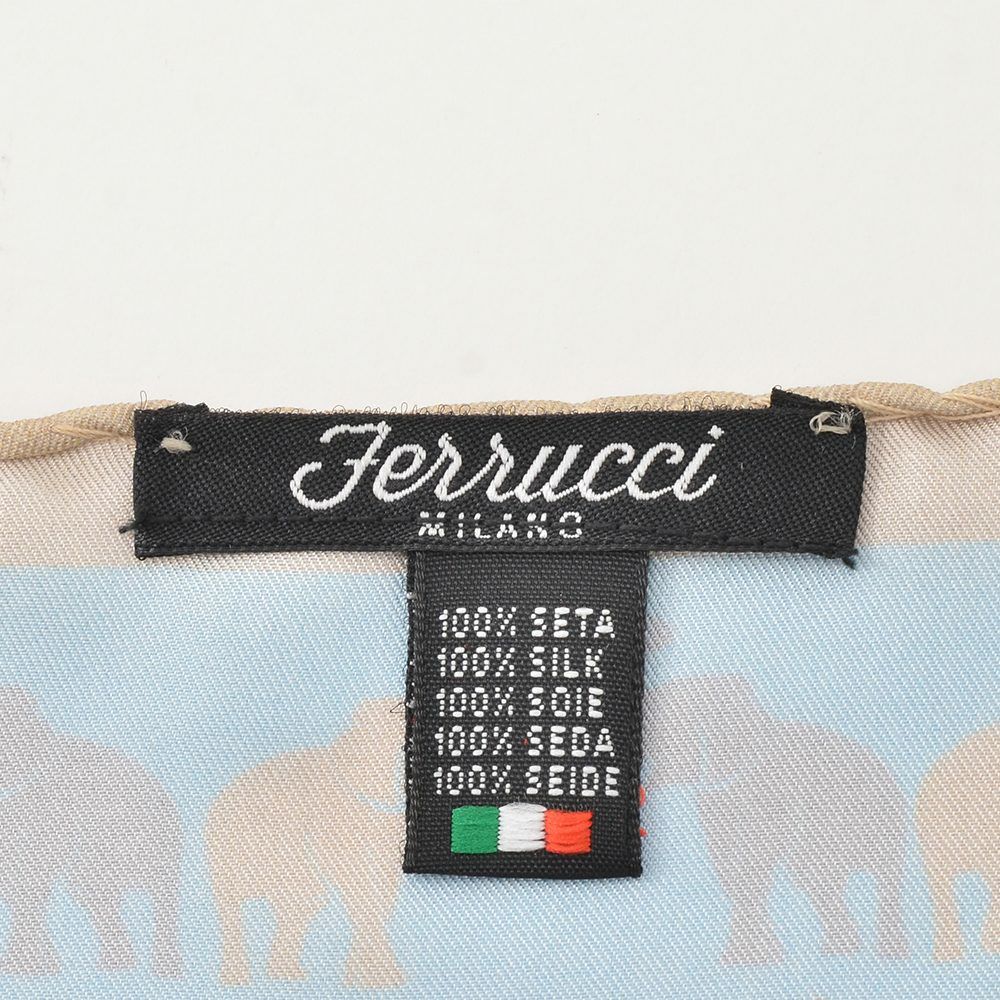 Ferrucci
MILANO
100% SETA
100% SILK
100% SOIE
100% SEDA
100% SEIDE